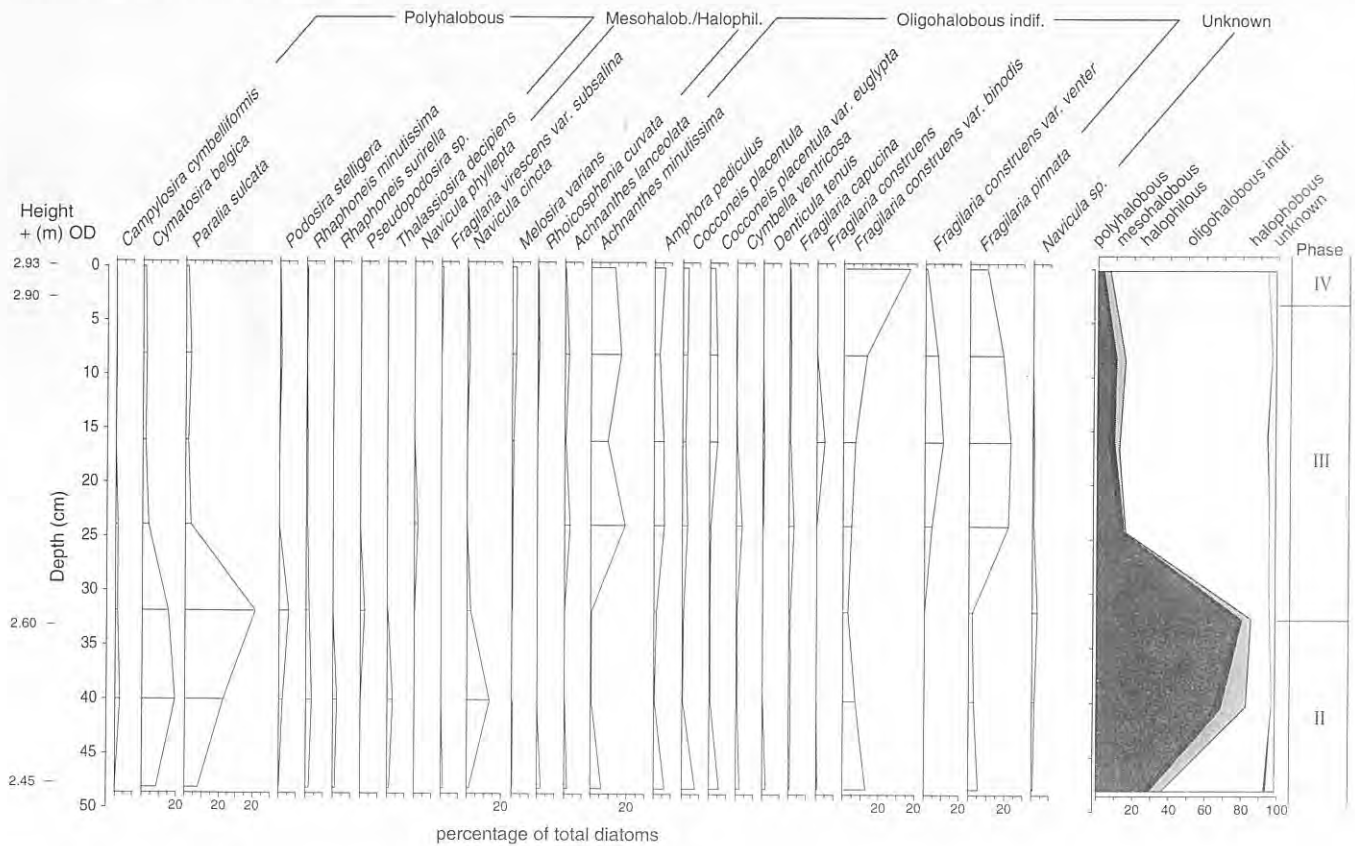 Polyhalobous
Mesohalob./Halophil.
Oligohalobous indif.
Unknown
Campylosira cymbelliformis
Cymatosira belgica
Paralia sulcata
Podosira stelligera
Rhaphoneis minutissima
Rhaphoneis surirella
Pseudopodosira sp.
Thalassiosira decipiens
Navicula phyllepta
Fragilaria virescens var. subsalina
Navicula cincta
Melosira varians
Rhoicosphenia curvata
Achnanthes lanceolata
Achnanthes minutissima
Amphora pediculus
Cocconeis placentula
Cocconeis placentula var. euglypta
Cymbella ventricosa
Denticula tenuis
Fragilaria capucina
Fragilaria construens
Fragilaria construens var. binodis
Fragilaria construens var. venter
Fragilaria pinnata
Navicula sp.
polyhalobous
mesohalobous
halophilous
oligohalobous indif.
halophobous
unknown
Height
+ (m) OD
Phase
2.93
2.90
2.60
2.45
Depth (cm)
0
5
10
15
20
25
30
35
40
45
50
IV
III
II
20 20 20 20 20 20 20 20 20
0 20 40 60 80 100
percentage of total diatoms